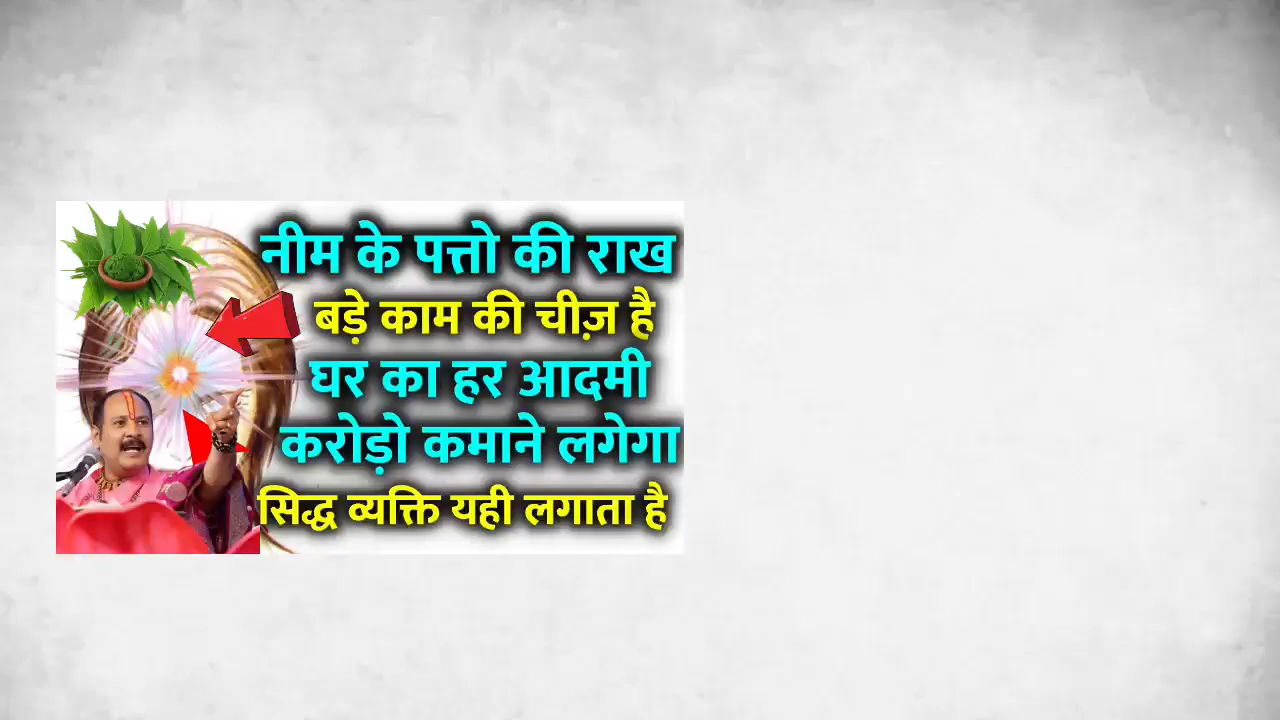 नीम के पत्तो की राख
बड़े काम की चीज़ है
घर का हर आदमी
करोड़ो कमाने लगेगा
सिद्ध व्यक्ति यही लगाता है